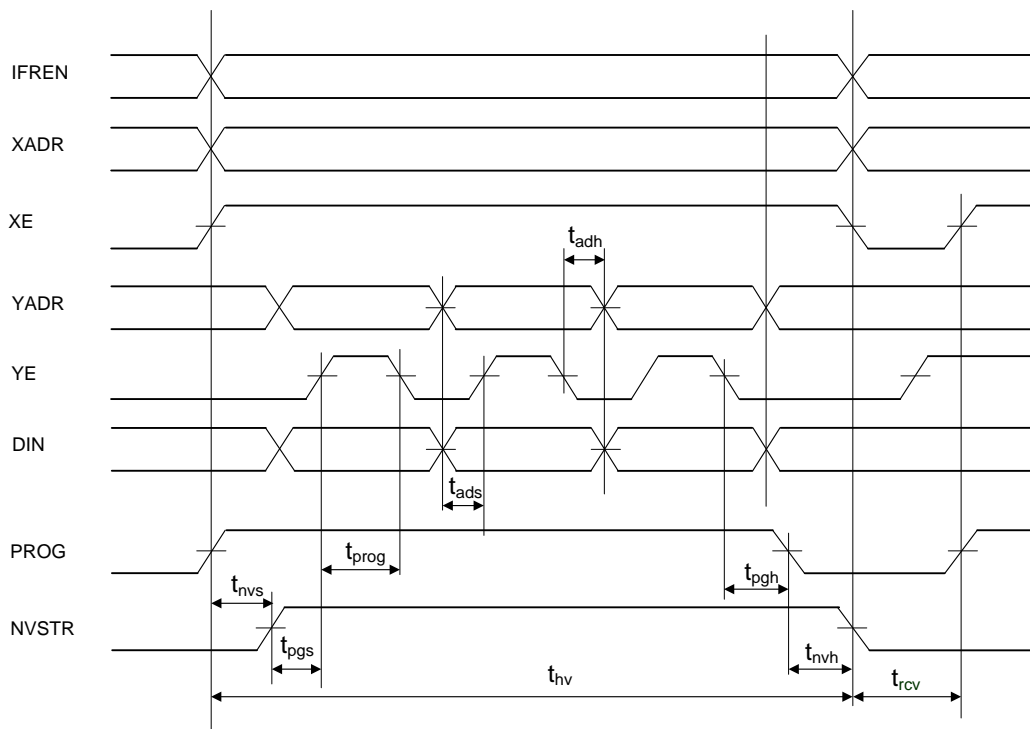 IFREN
XADR
XE
tadh
YADR
YE
DIN
tads
PROG
tprog
tpgh
tnvs
NVSTR
tpgs
tnvh
thv
trcv